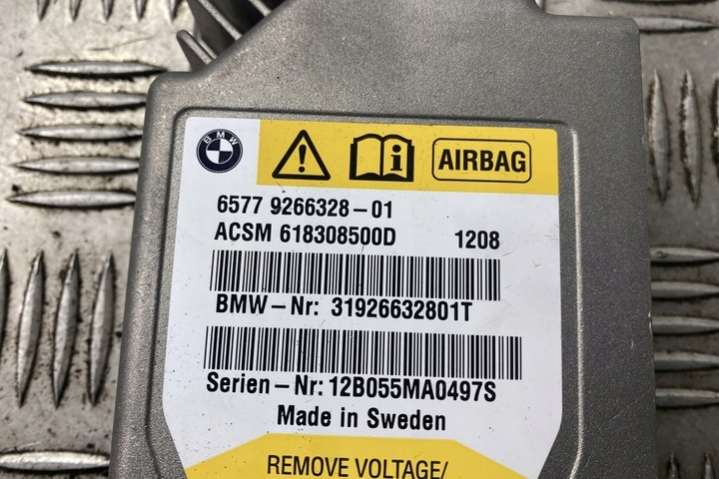 BMW
AIRBAG
6577 9266328-01
ACSM 618308500D 1208
BMW-Nr: 31926632801T
Serien-Nr: 12B055MA0497S
Made in Sweden
REMOVE VOLTAGE/